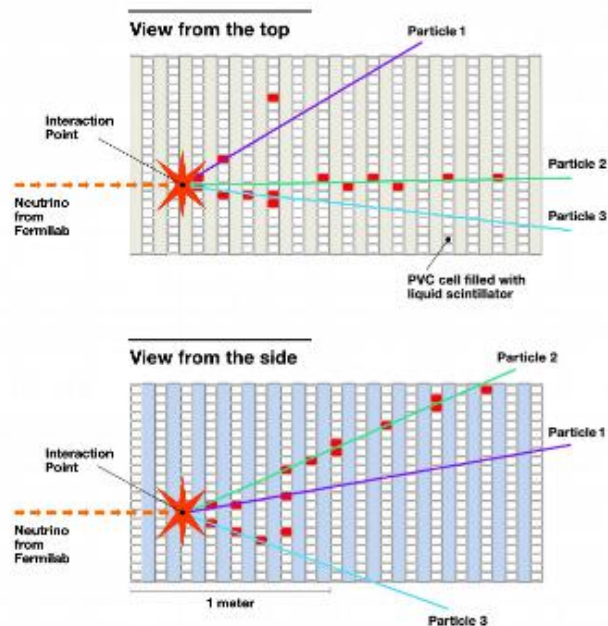 View from the top
Particle 1
Interaction
Point
Particle 2
Neutrino
from
Fermilab
Particle 3
PVC cell filled with
liquid scintillator
View from the side
Particle 2
Particle 1
Interaction
Point
Neutrino
from
Fermilab
1 meter
Particle 3